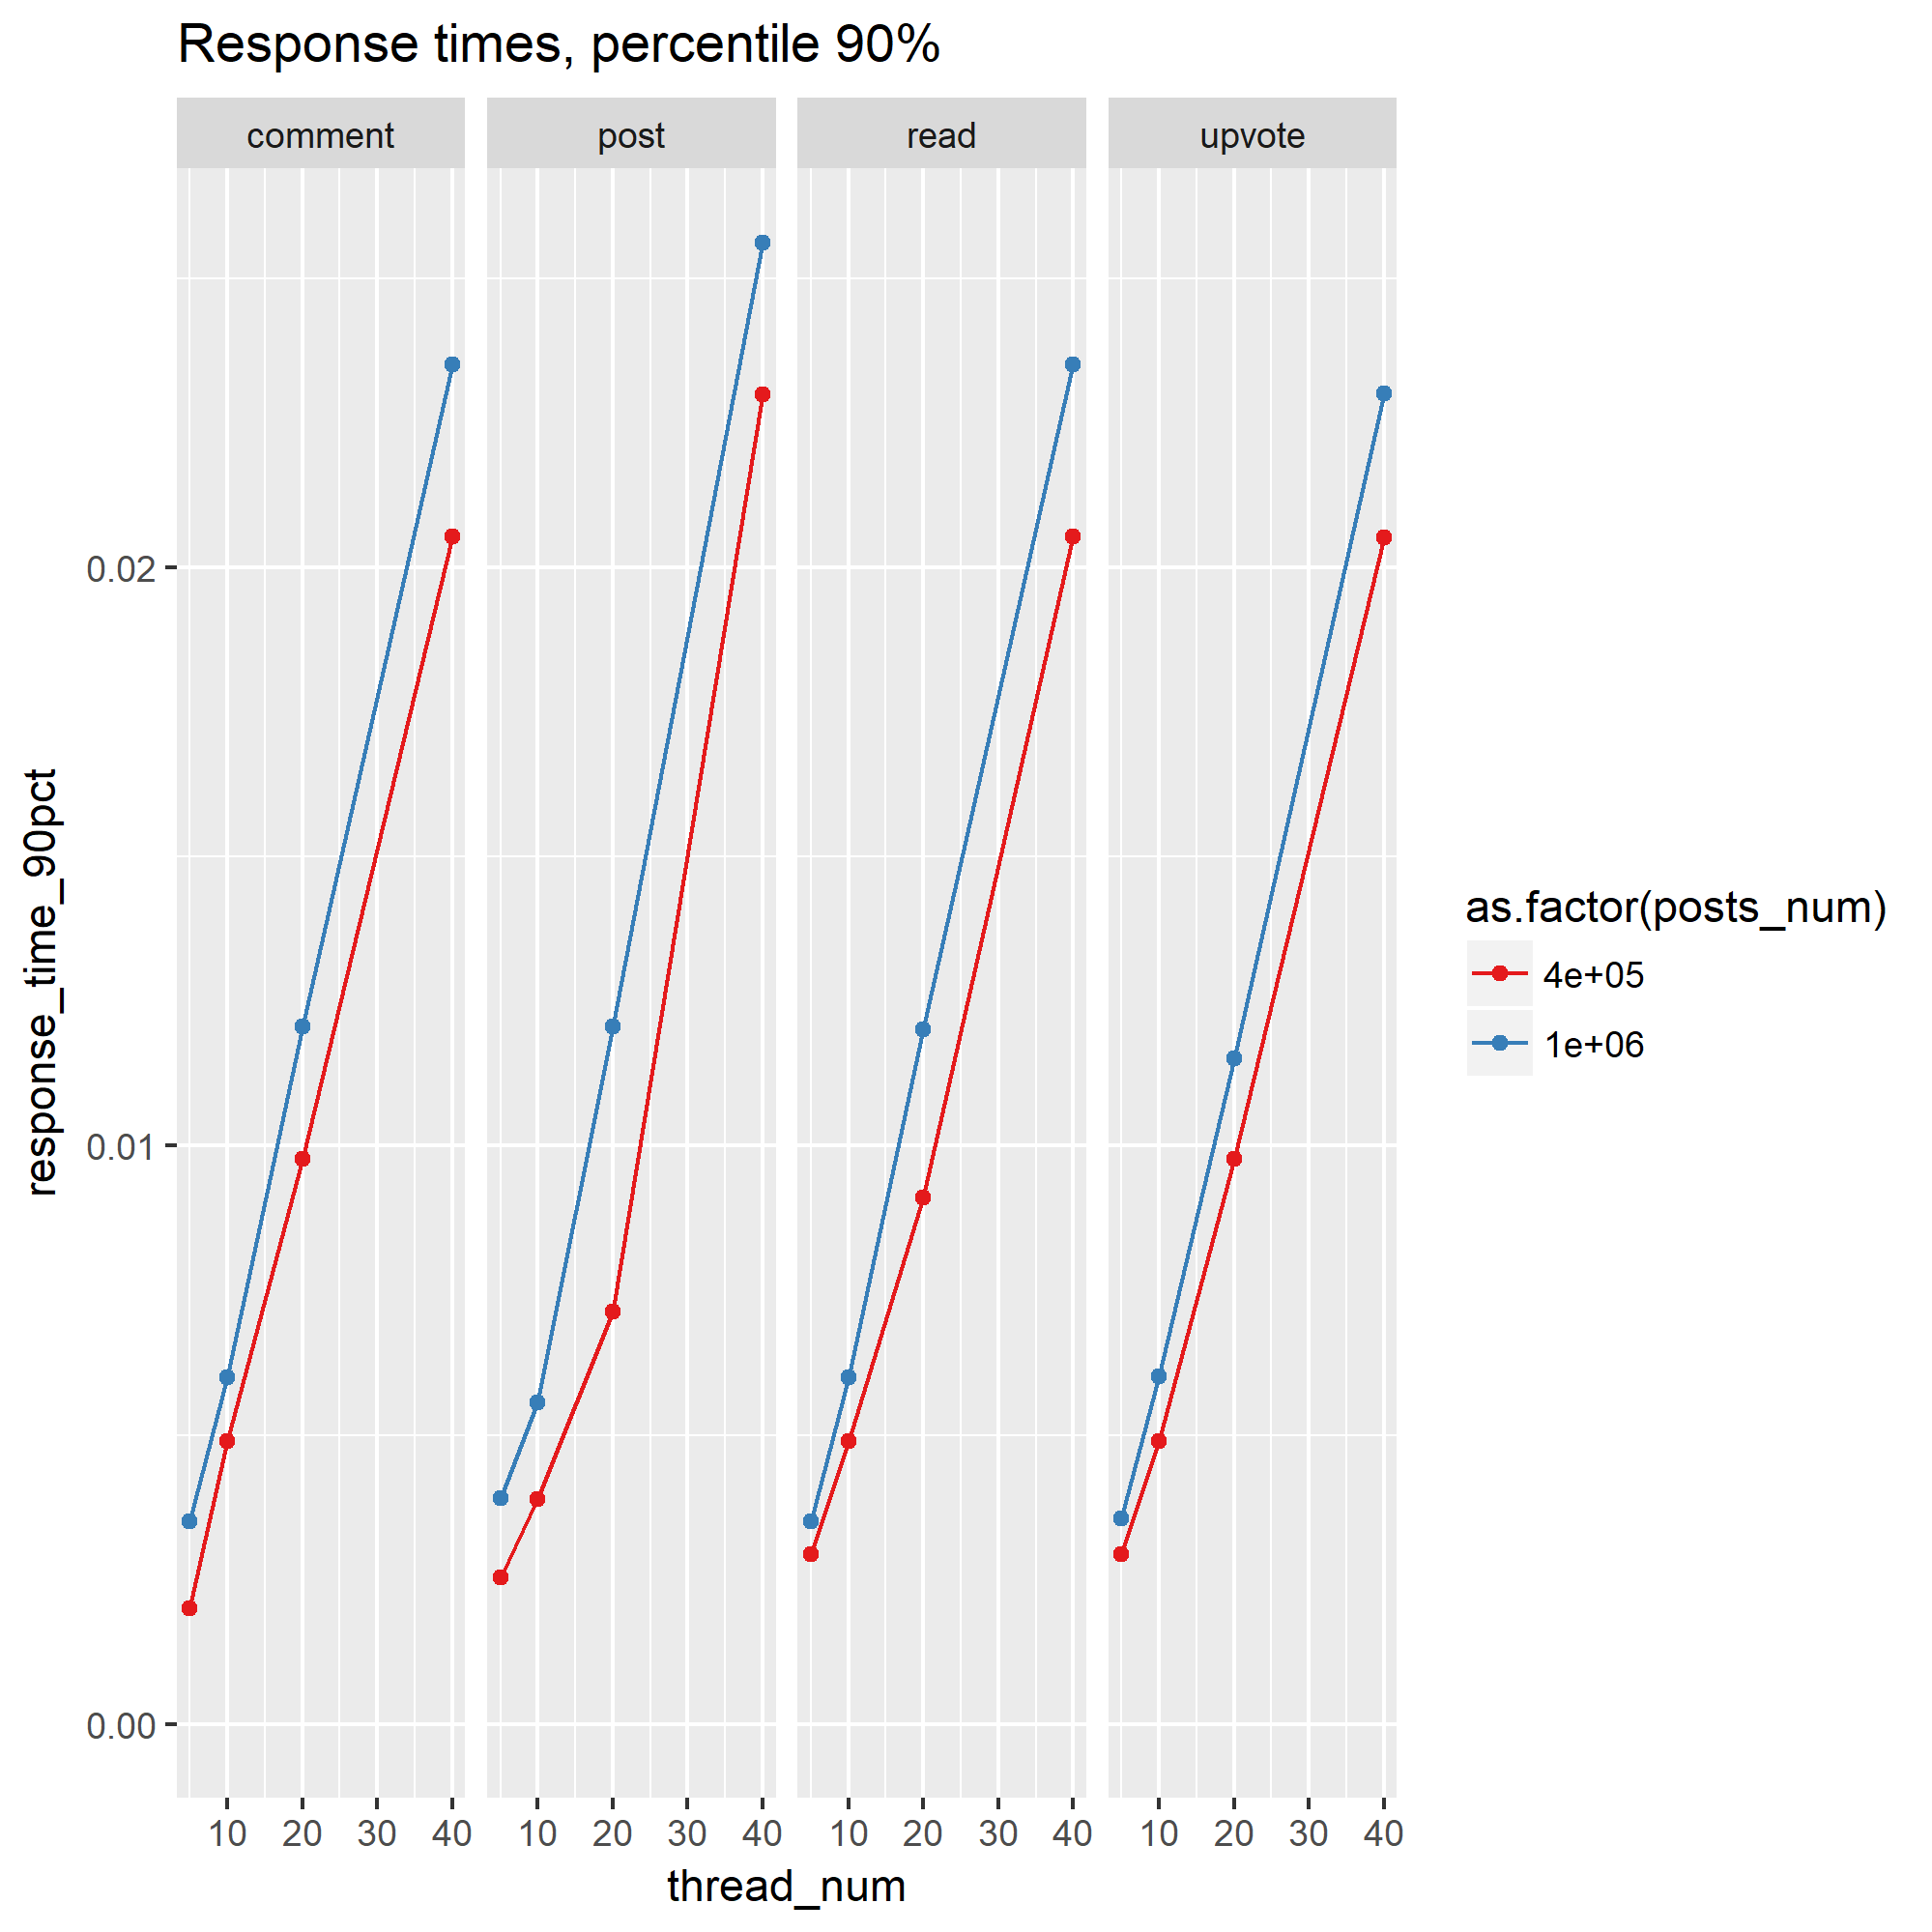 Response times, percentile 90%
comment post read upvote
response_time_90pct
0.02
0.01
0.00
10 20 30 40 10 20 30 40 10 20 30 40 10 20 30 40
thread_num
as.factor(posts_num)
4e+05
1e+06